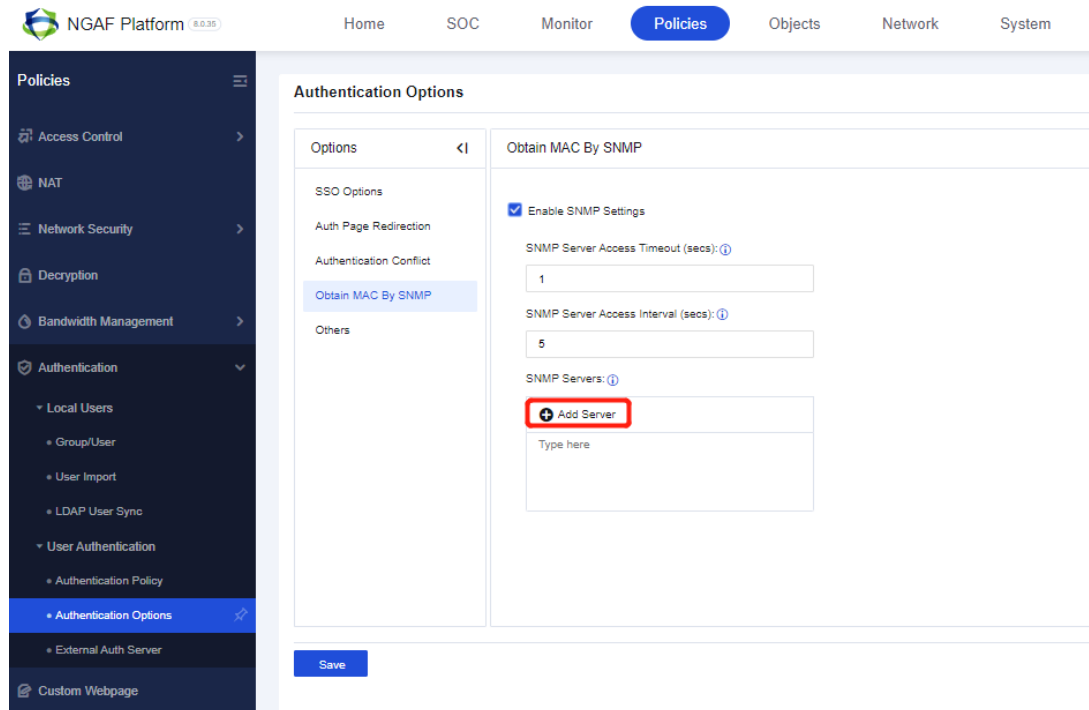 NGAF Platform 8.0.35 Home SOC Monitor Policies Objects Network System
Policies
Access Control
NAT
Network Security
Decryption
Bandwidth Management
Authentication
Local Users
Group/User
User Import
LDAP User Sync
User Authentication
Authentication Policy
Authentication Options
External Auth Server
Custom Webpage
Authentication Options
Options
SSO Options
Auth Page Redirection
Authentication Conflict
Obtain MAC By SNMP
Others
Obtain MAC By SNMP
Enable SNMP Settings
SNMP Server Access Timeout (secs):
1
SNMP Server Access Interval (secs):
5
SNMP Servers:
Add Server
Type here
Save